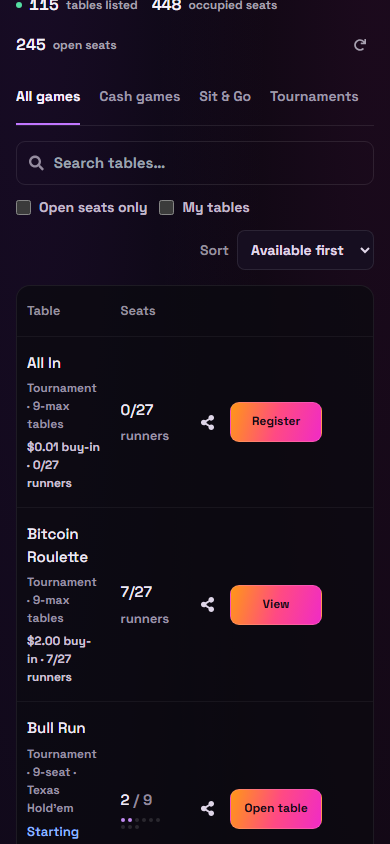 115 tables listed 448 occupied seats
245 open seats
All games Cash games Sit & Go Tournaments
Search tables...
Open seats only My tables
Sort Available first
Table Seats
All In
Tournament
· 9-max
tables
$0.01 buy-in
· 0/27
runners
0/27
runners
Register
Bitcoin
Roulette
Tournament
· 9-max
tables
$2.00 buy-
in · 7/27
runners
7/27
runners
View
Bull Run
Tournament
· 9-seat ·
Texas
Hold'em
Starting
2 / 9
Open table